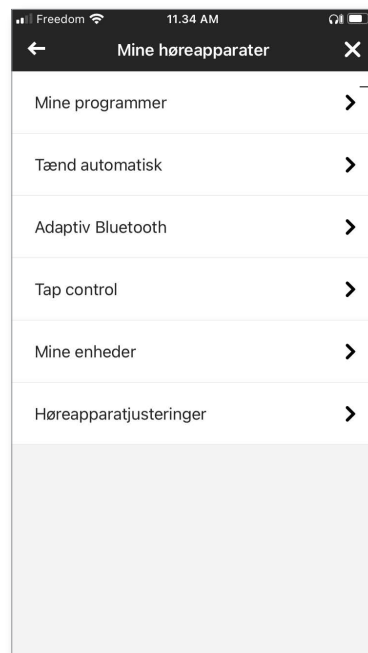 Freedom 11.34 AM
Mine høreapparater
Mine programmer
Tænd automatisk
Adaptiv Bluetooth
Tap control
Mine enheder
Høreapparatjusteringer